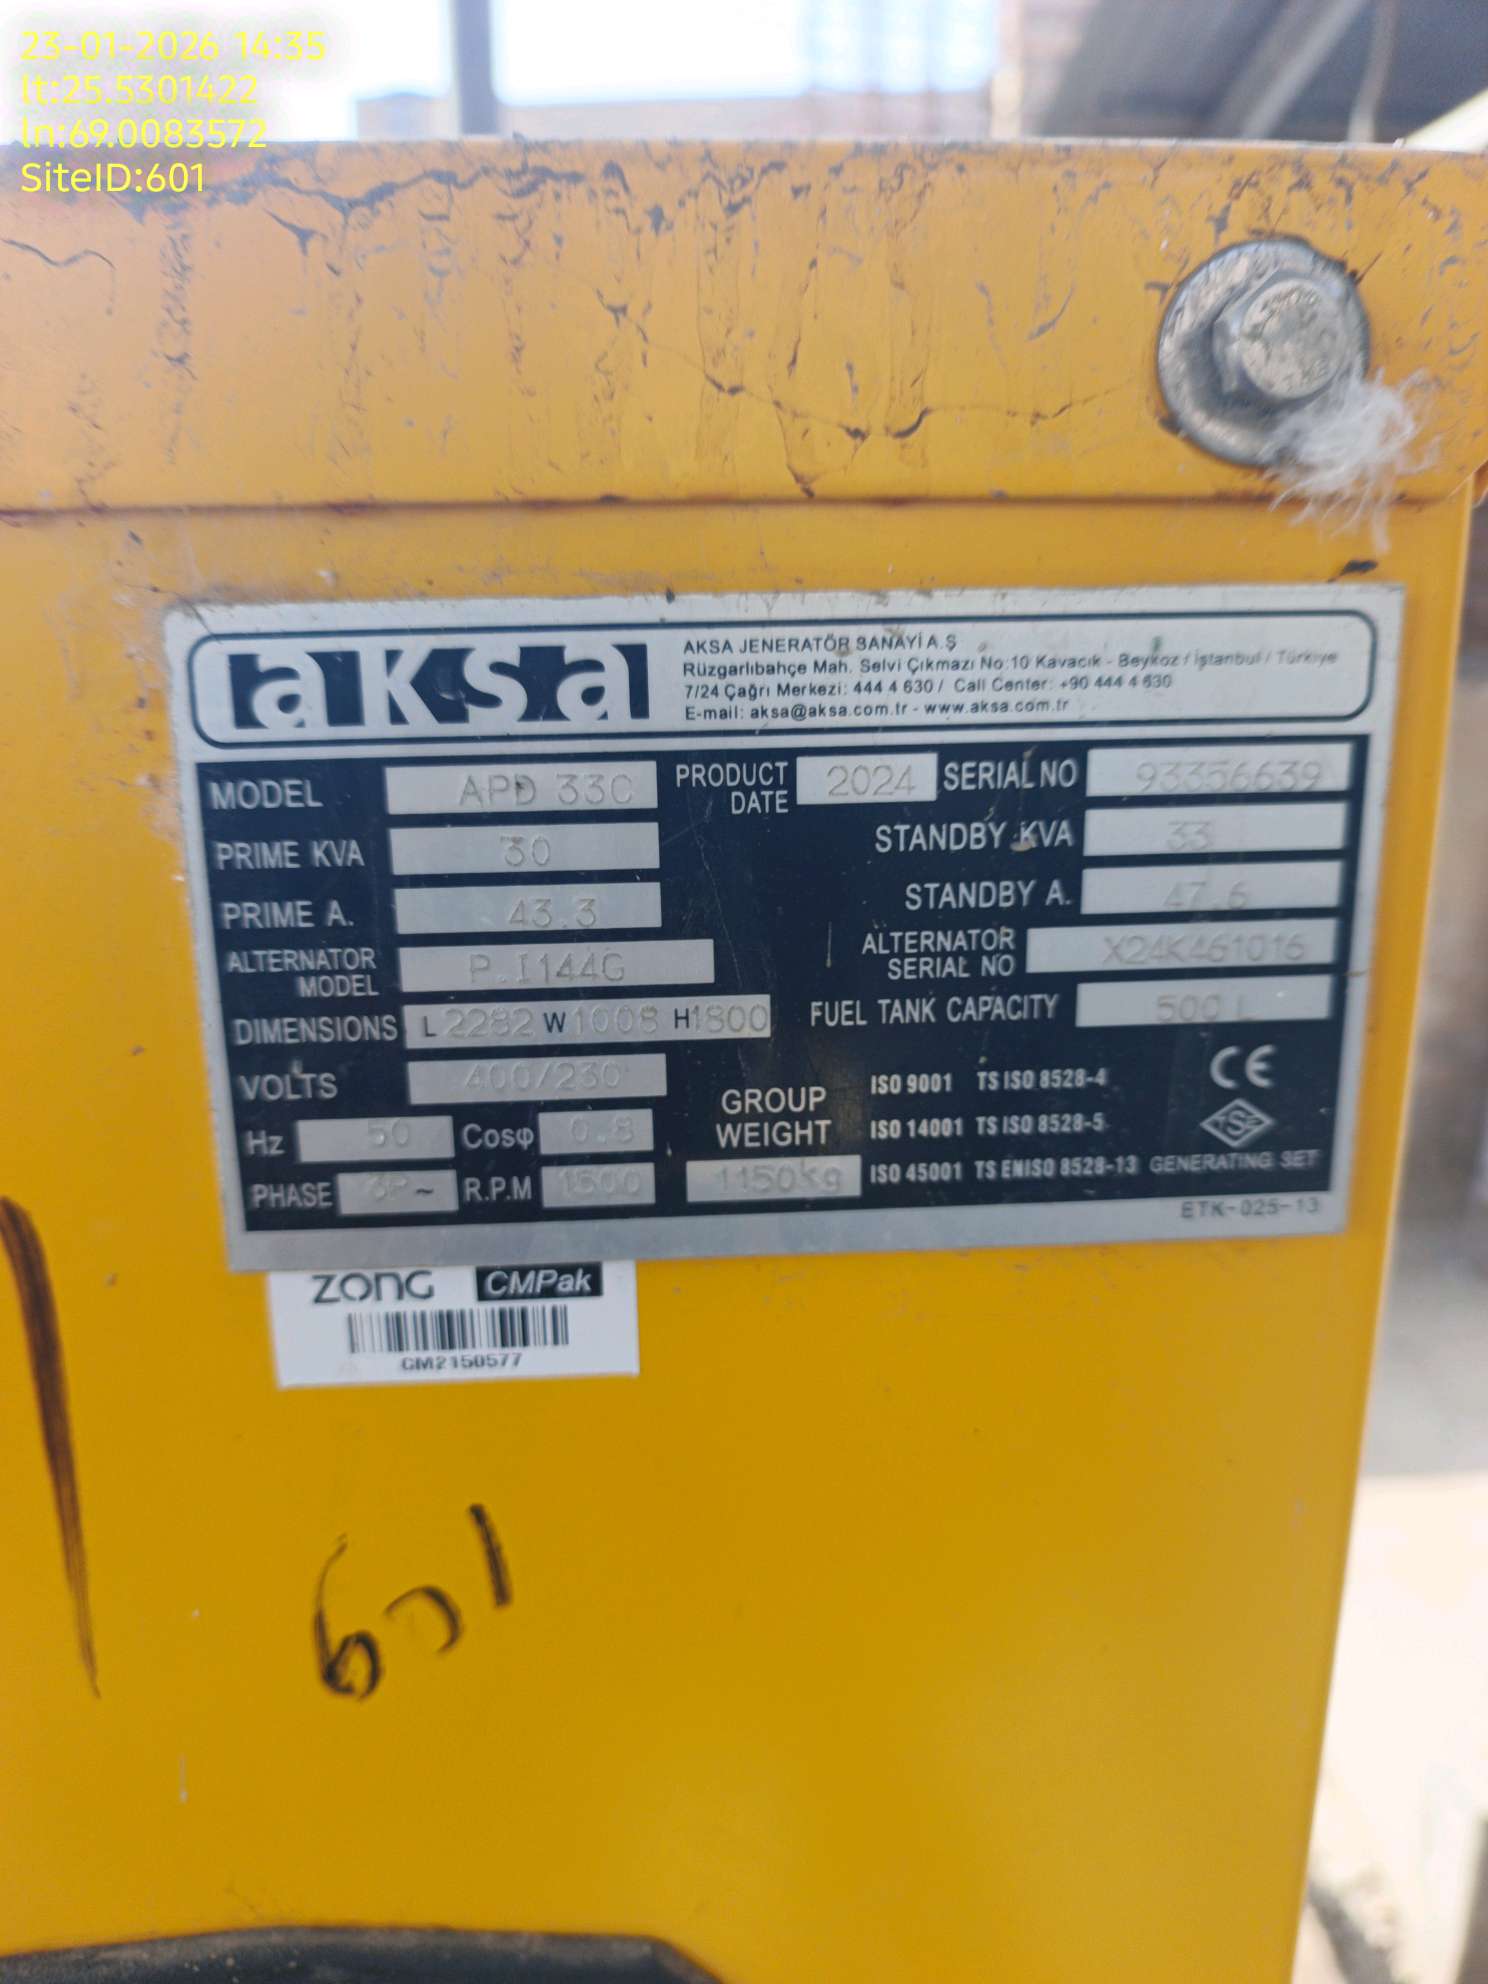 23-01-2026 14:35
lt:25.5301422
ln:69.0083572
SiteID:601
aksa
AKSA JENERATÖR SANAYİ A.Ş
Rüzgarlıbahçe Mah. Selvi Çıkmazı No:10 Kavacık - Beykoz / İstanbul / Türkiye
7/24 Çağrı Merkezi: 444 4 630 / Call Center: +90 444 4 630
E-mail: aksa@aksa.com.tr - www.aksa.com.tr
MODEL APD 33C PRODUCT DATE 2024 SERIAL NO 93356639
PRIME KVA 30 STANDBY KVA 33
PRIME A. 43.3 STANDBY A. 47.6
ALTERNATOR MODEL P.I144G ALTERNATOR SERIAL NO X24K461016
DIMENSIONS L 2282 W 1008 H 1800 FUEL TANK CAPACITY 500 L
VOLTS 400/230
Hz 50 Cosφ 0.8
PHASE 3P~ R.P.M 1500
GROUP WEIGHT 1150kg
ISO 9001 TS ISO 8528-4 CE
ISO 14001 TS ISO 8528-5 TSE
ISO 45001 TS EN ISO 8528-13 GENERATING SET
ETK-025-13
ZONG CMPak
CM2150577
601